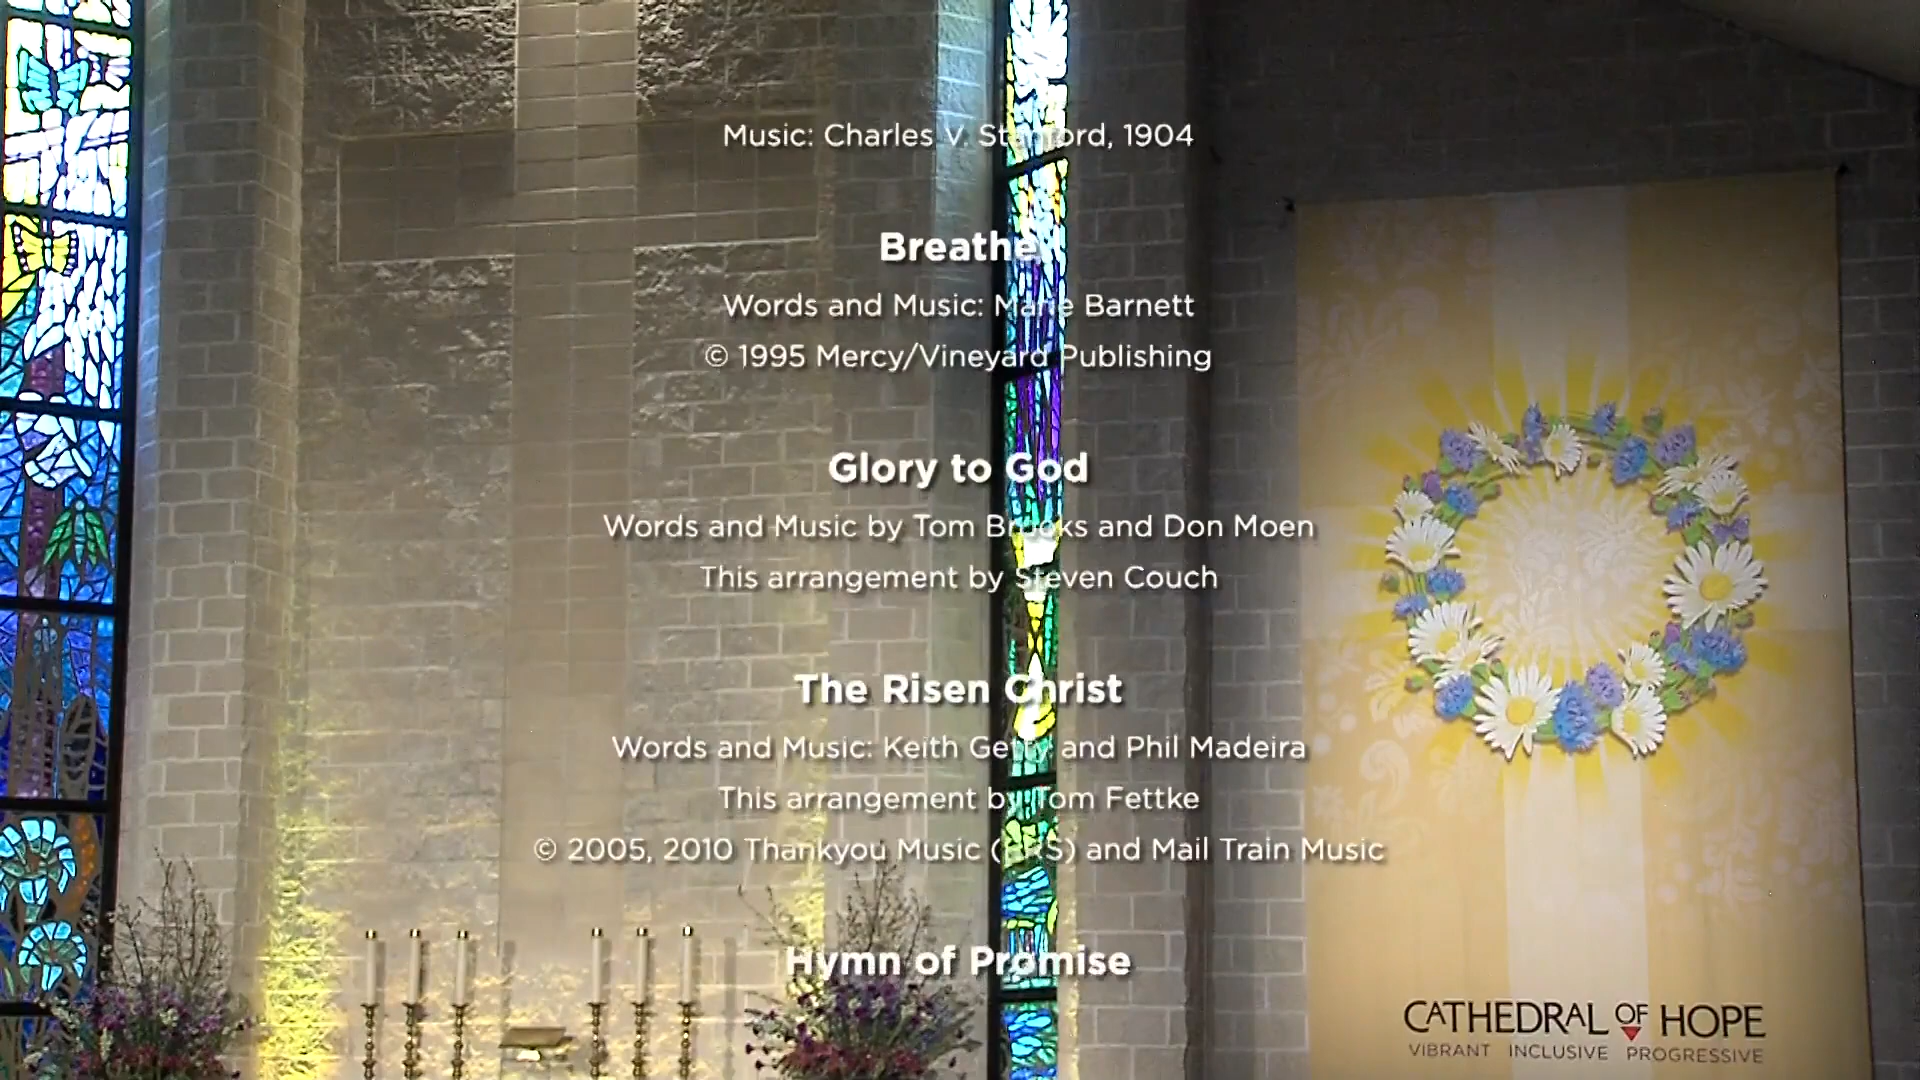 Music: Charles V. Stanford, 1904
Breathe
Words and Music: Marie Barnett
© 1995 Mercy/Vineyard Publishing
Glory to God
Words and Music by Tom Brooks and Don Moen
This arrangement by Steven Couch
The Risen Christ
Words and Music: Keith Getty and Phil Madeira
This arrangement by Tom Fettke
© 2005, 2010 Thankyou Music (PRS) and Mail Train Music
Hymn of Promise
CATHEDRAL OF HOPE
VIBRANT INCLUSIVE PROGRESSIVE